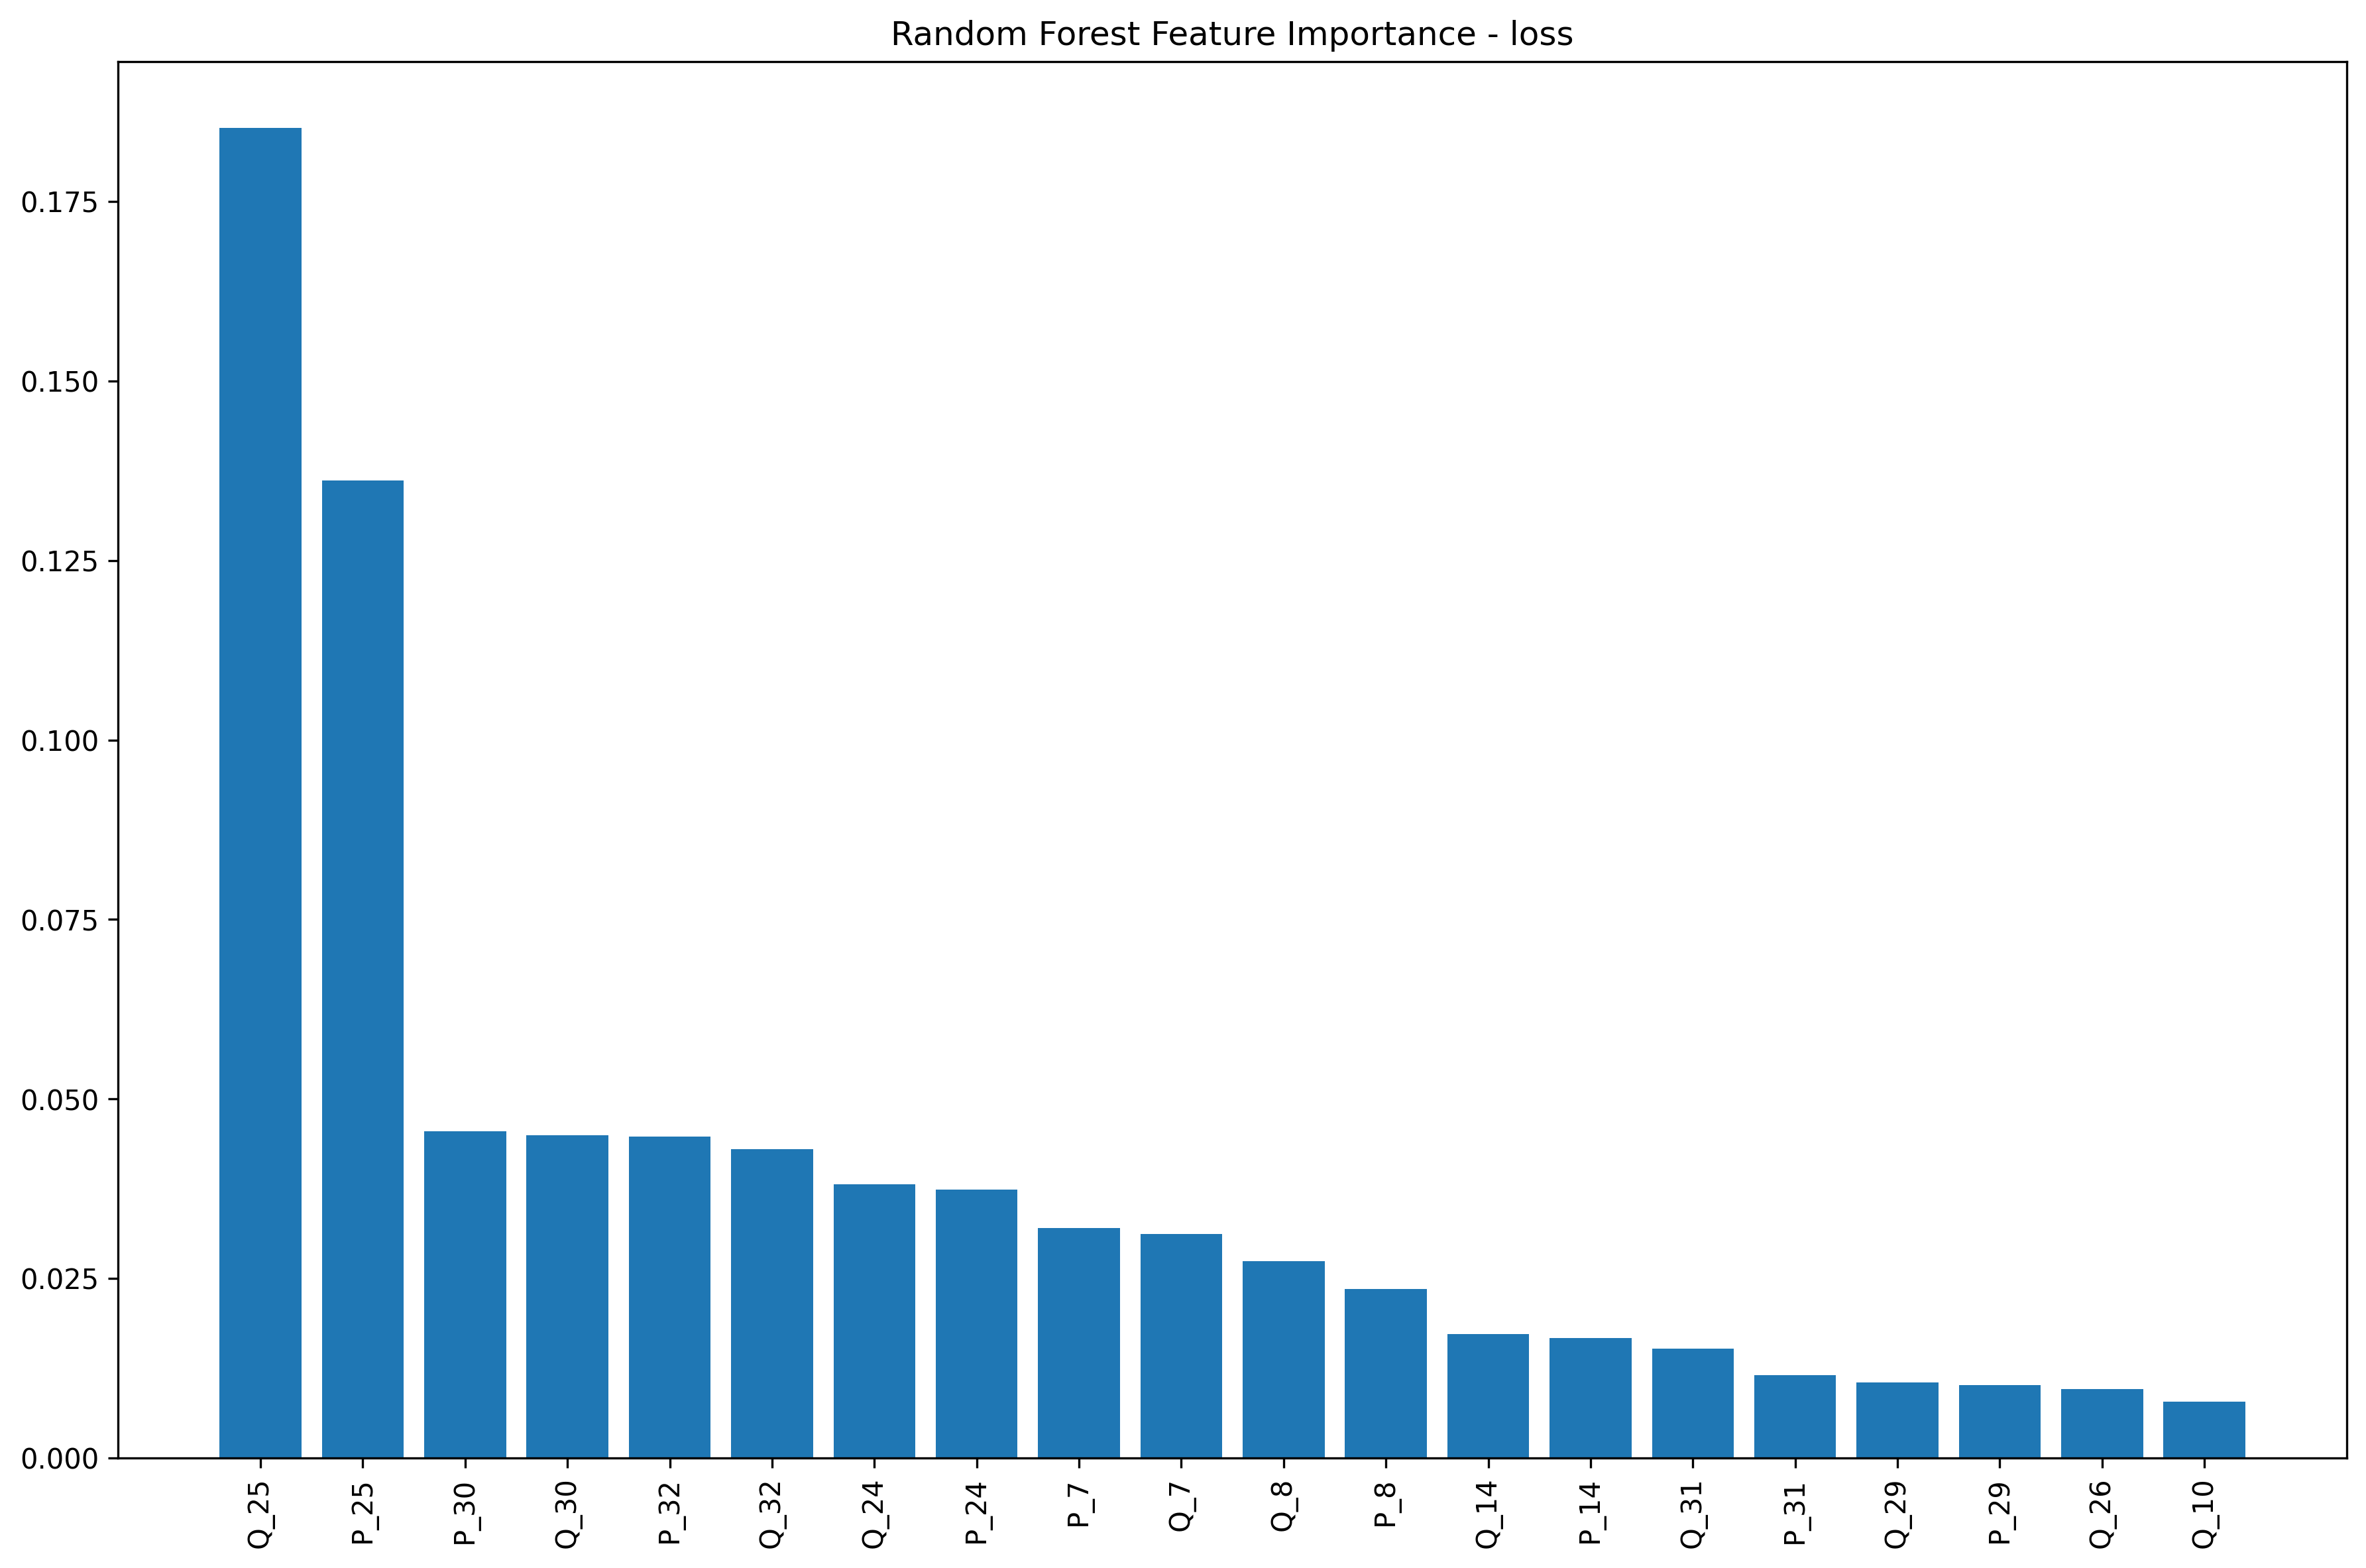 Random Forest Feature Importance - loss
0.175
0.150
0.125
0.100
0.075
0.050
0.025
0.000
Q_25
P_25
P_30
Q_30
P_32
Q_32
Q_24
P_24
P_7
Q_7
Q_8
P_8
Q_14
P_14
Q_31
P_31
Q_29
P_29
Q_26
Q_10